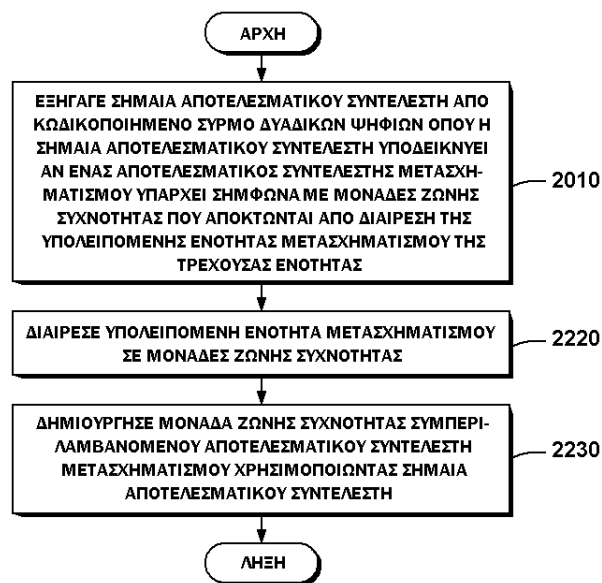 ΑΡΧΗ
ΕΞΗΓΑΓΕ ΣΗΜΑΙΑ ΑΠΟΤΕΛΕΣΜΑΤΙΚΟΥ ΣΥΝΤΕΛΕΣΤΗ ΑΠΟ
ΚΩΔΙΚΟΠΟΙΗΜΕΝΟ ΣΥΡΜΟ ΔΥΑΔΙΚΩΝ ΨΗΦΙΩΝ ΟΠΟΥ Η
ΣΗΜΑΙΑ ΑΠΟΤΕΛΕΣΜΑΤΙΚΟΥ ΣΥΝΤΕΛΕΣΤΗ ΥΠΟΔΕΙΚΝΥΕΙ
ΑΝ ΕΝΑΣ ΑΠΟΤΕΛΕΣΜΑΤΙΚΟΣ ΣΥΝΤΕΛΕΣΤΗΣ ΜΕΤΑΣΧΗ-
ΜΑΤΙΣΜΟΥ ΥΠΑΡΧΕΙ ΣΗΜΦΩΝΑ ΜΕ ΜΟΝΑΔΕΣ ΖΩΝΗΣ
ΣΥΧΝΟΤΗΤΑΣ ΠΟΥ ΑΠΟΚΤΩΝΤΑΙ ΑΠΟ ΔΙΑΙΡΕΣΗ ΤΗΣ
ΥΠΟΛΕΙΠΟΜΕΝΗΣ ΕΝΟΤΗΤΑΣ ΜΕΤΑΣΧΗΜΑΤΙΣΜΟΥ ΤΗΣ
ΤΡΕΧΟΥΣΑΣ ΕΝΟΤΗΤΑΣ
2010
ΔΙΑΙΡΕΣΕ ΥΠΟΛΕΙΠΟΜΕΝΗ ΕΝΟΤΗΤΑ ΜΕΤΑΣΧΗΜΑΤΙΣΜΟΥ
ΣΕ ΜΟΝΑΔΕΣ ΖΩΝΗΣ ΣΥΧΝΟΤΗΤΑΣ
2220
ΔΗΜΙΟΥΡΓΗΣΕ ΜΟΝΑΔΑ ΖΩΝΗΣ ΣΥΧΝΟΤΗΤΑΣ ΣΥΜΠΕΡΙ-
ΛΑΜΒΑΝΟΜΕΝΟΥ ΑΠΟΤΕΛΕΣΜΑΤΙΚΟΥ ΣΥΝΤΕΛΕΣΤΗ
ΜΕΤΑΣΧΗΜΑΤΙΣΜΟΥ ΧΡΗΣΙΜΟΠΟΙΩΝΤΑΣ ΣΗΜΑΙΑ
ΑΠΟΤΕΛΕΣΜΑΤΙΚΟΥ ΣΥΝΤΕΛΕΣΤΗ
2230
ΛΗΞΗ